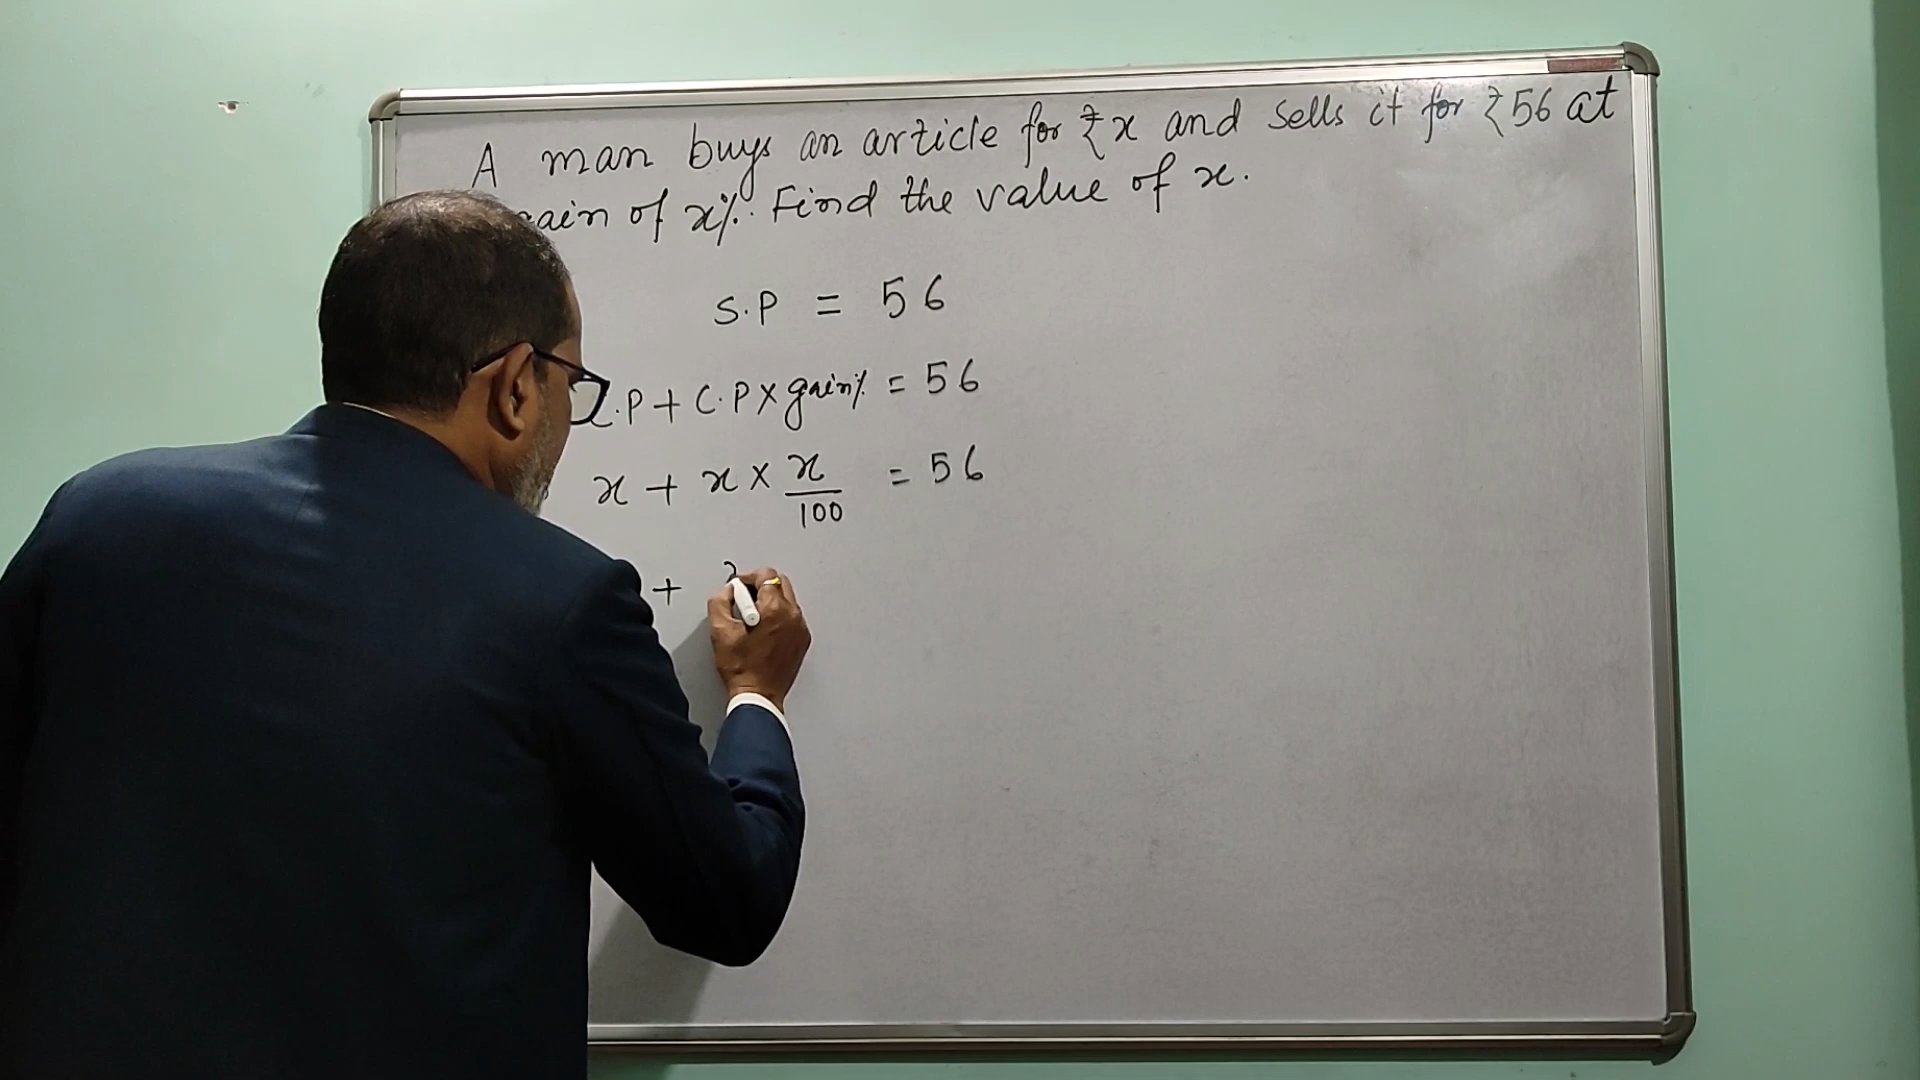 A man buys an article for ₹x and sells it for ₹56 at
gain of x%. Find the value of x.
S.P = 56
C.P + C.P × gain% = 56
x + x × x/100 = 56
+